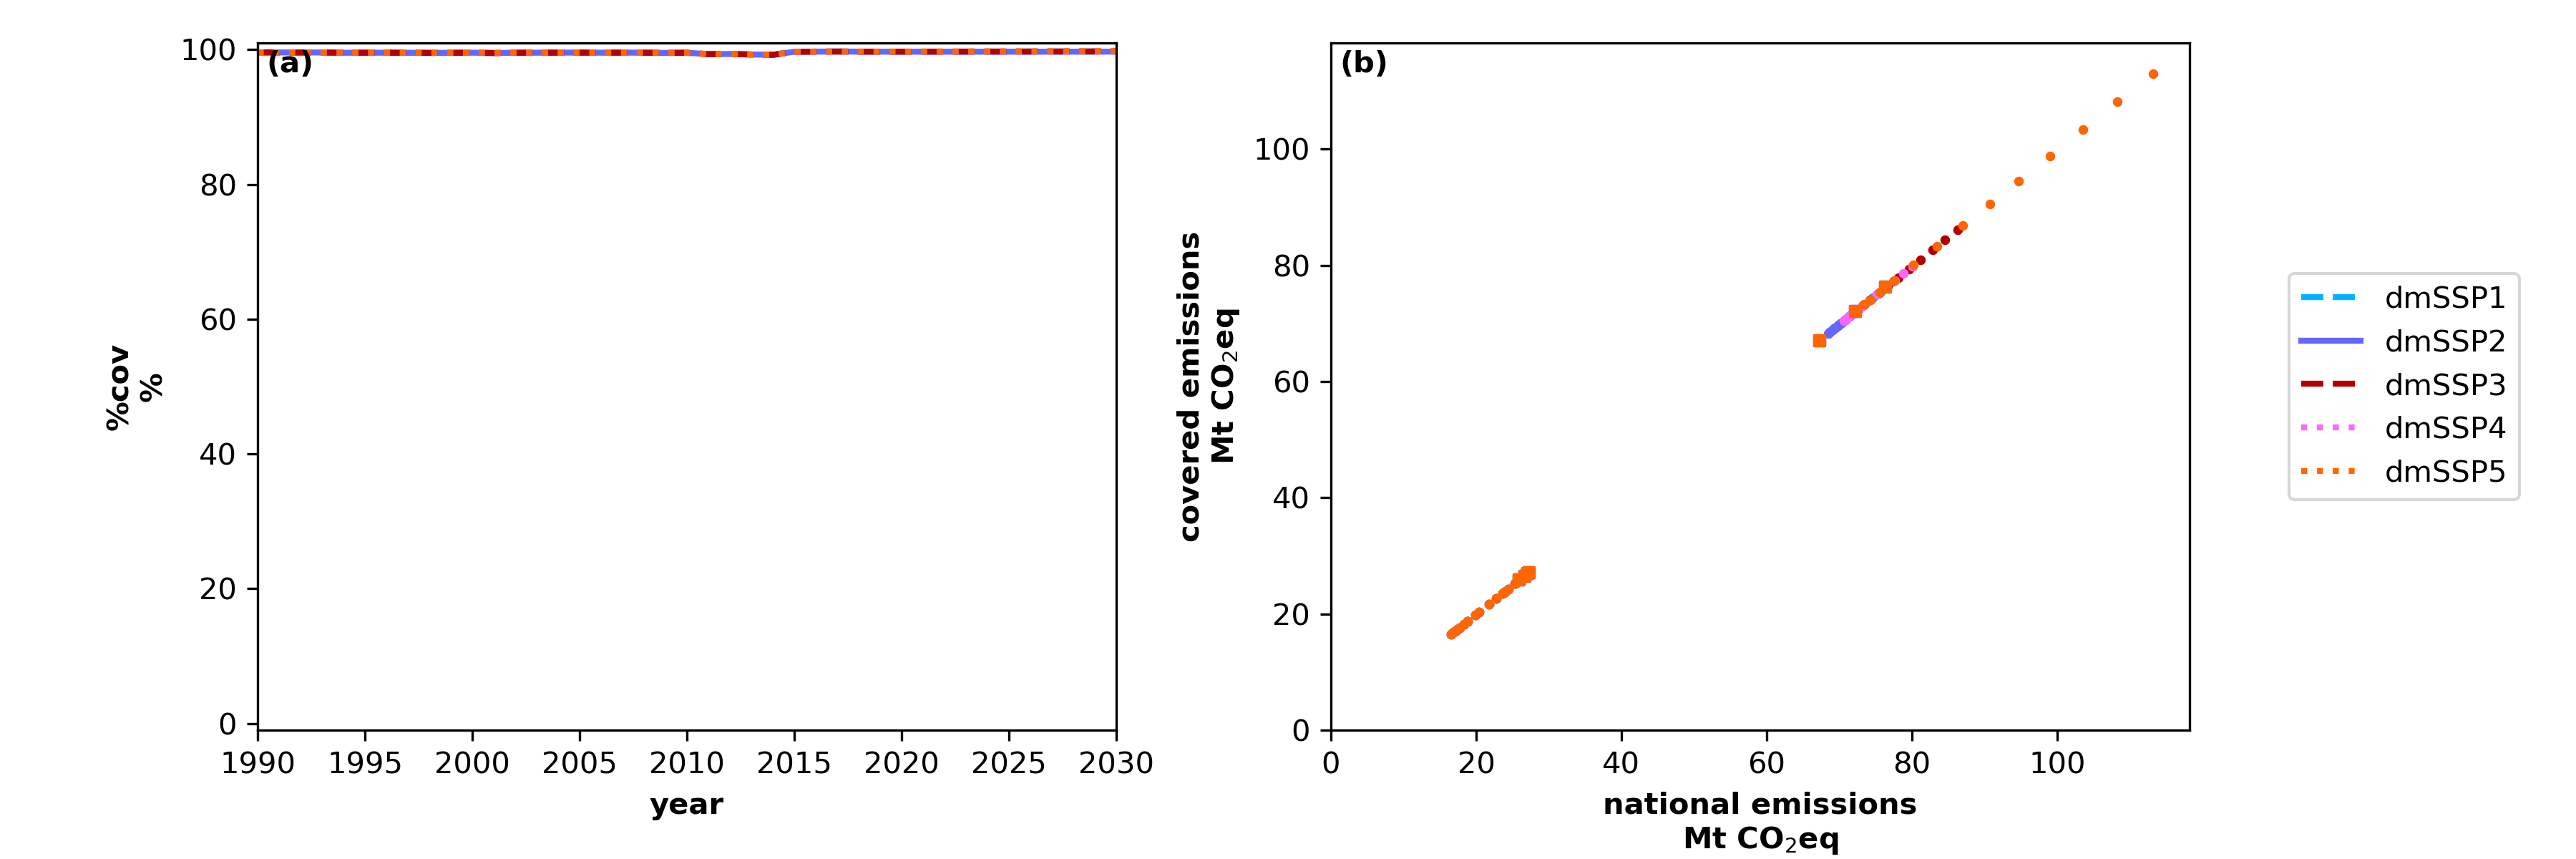 (a)
100
80
60
40
20
0
%cov
%
1990 1995 2000 2005 2010 2015 2020 2025 2030
year
(b)
100
80
60
40
20
0
covered emissions
Mt CO₂eq
0 20 40 60 80 100
national emissions
Mt CO₂eq
dmSSP1
dmSSP2
dmSSP3
dmSSP4
dmSSP5